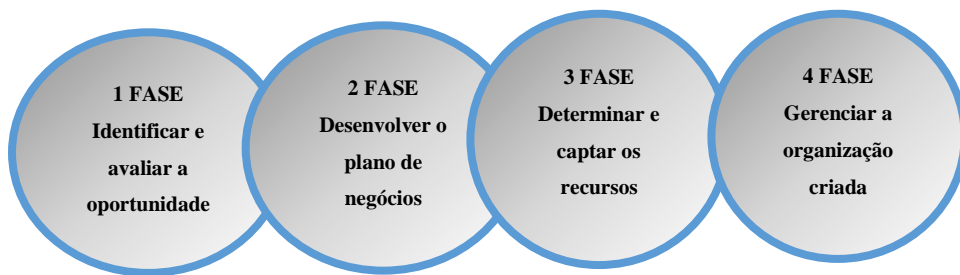 1 FASE
Identificar e
avaliar a
oportunidade
2 FASE
Desenvolver o
plano de
negócios
3 FASE
Determinar e
captar os
recursos
4 FASE
Gerenciar a
organização
criada